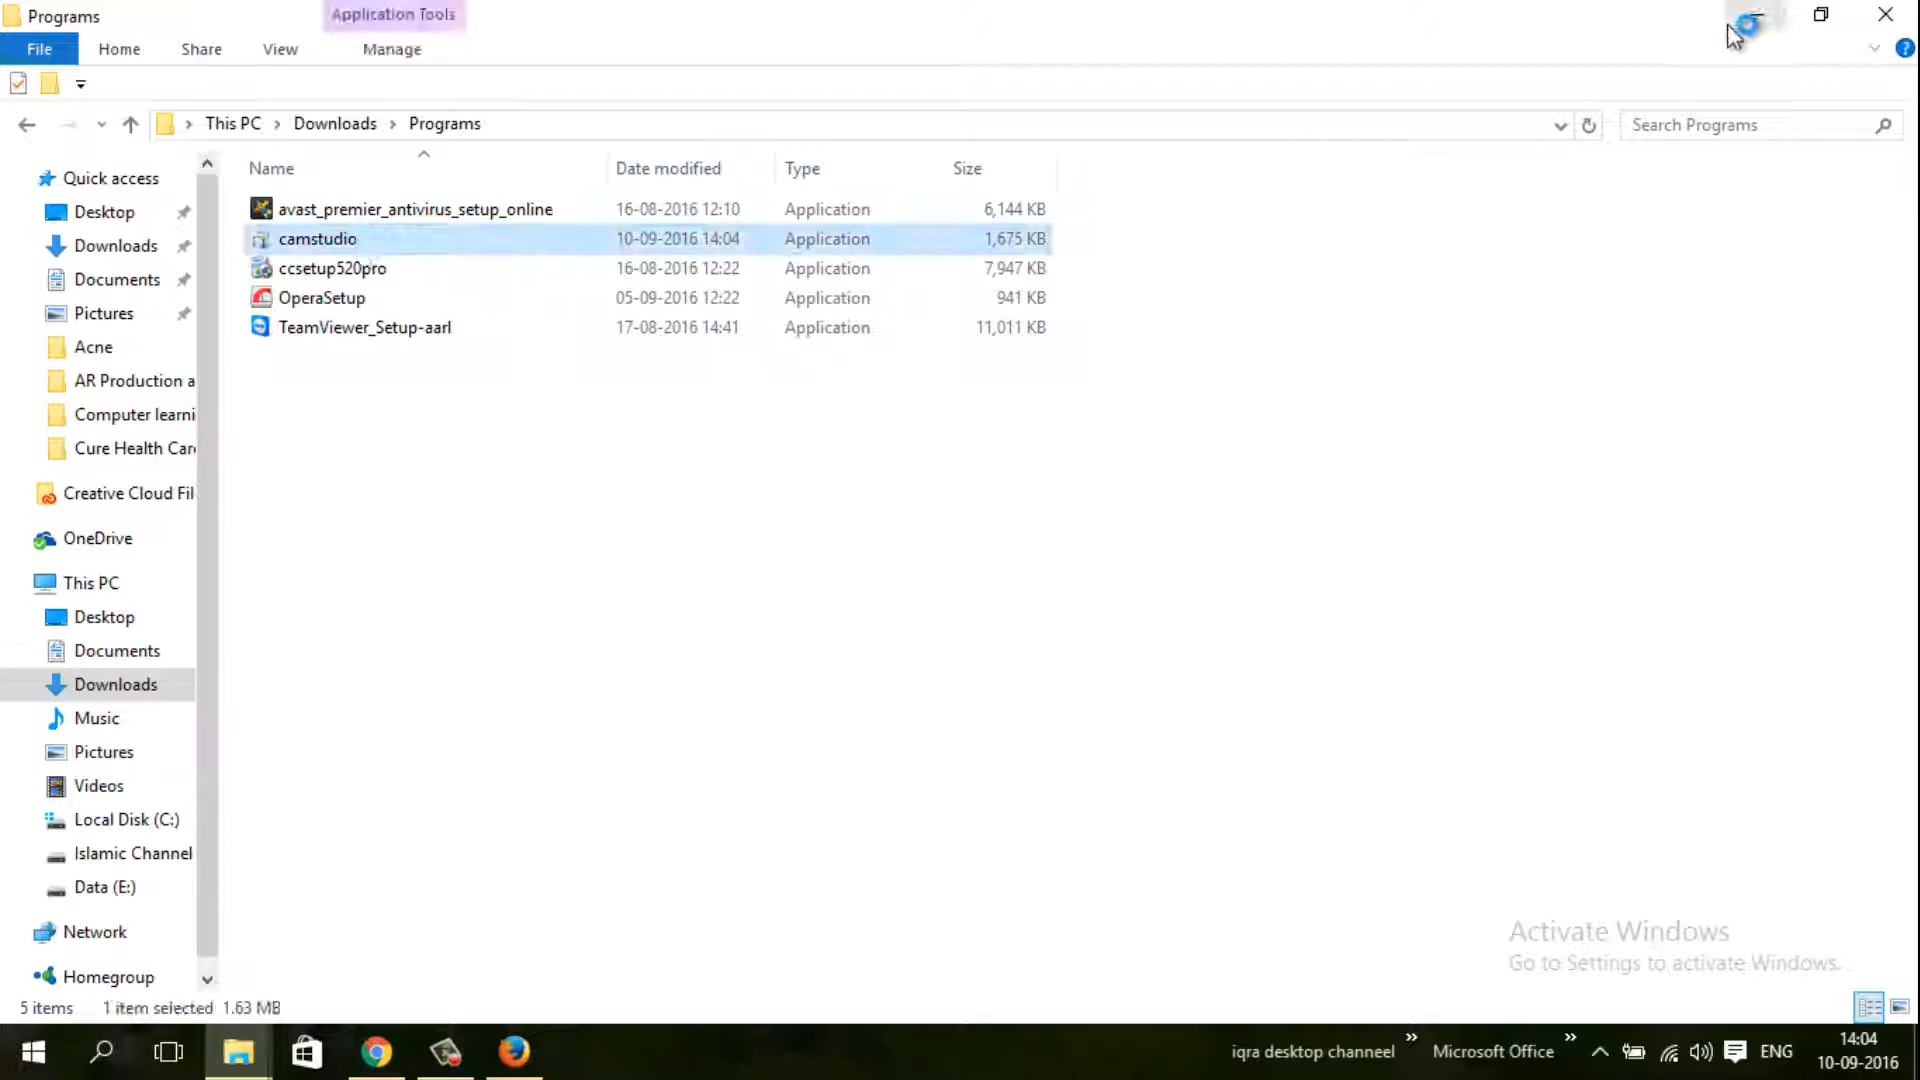 Programs
Application Tools
File Home Share View Manage
This PC Downloads Programs
Search Programs
Name Date modified Type Size
avast_premier_antivirus_setup_online 16-08-2016 12:10 Application 6,144 KB
camstudio 10-09-2016 14:04 Application 1,675 KB
ccsetup520pro 16-08-2016 12:22 Application 7,947 KB
OperaSetup 05-09-2016 12:22 Application 941 KB
TeamViewer_Setup-aarl 17-08-2016 14:41 Application 11,011 KB
Quick access
Desktop
Downloads
Documents
Pictures
Acne
AR Production a
Computer learni
Cure Health Car
Creative Cloud Fil
OneDrive
This PC
Desktop
Documents
Downloads
Music
Pictures
Videos
Local Disk (C:)
Islamic Channel
Data (E:)
Network
Homegroup
Activate Windows
Go to Settings to activate Windows.
5 items 1 item selected 1.63 MB
iqra desktop channeel Microsoft Office ENG
14:04
10-09-2016